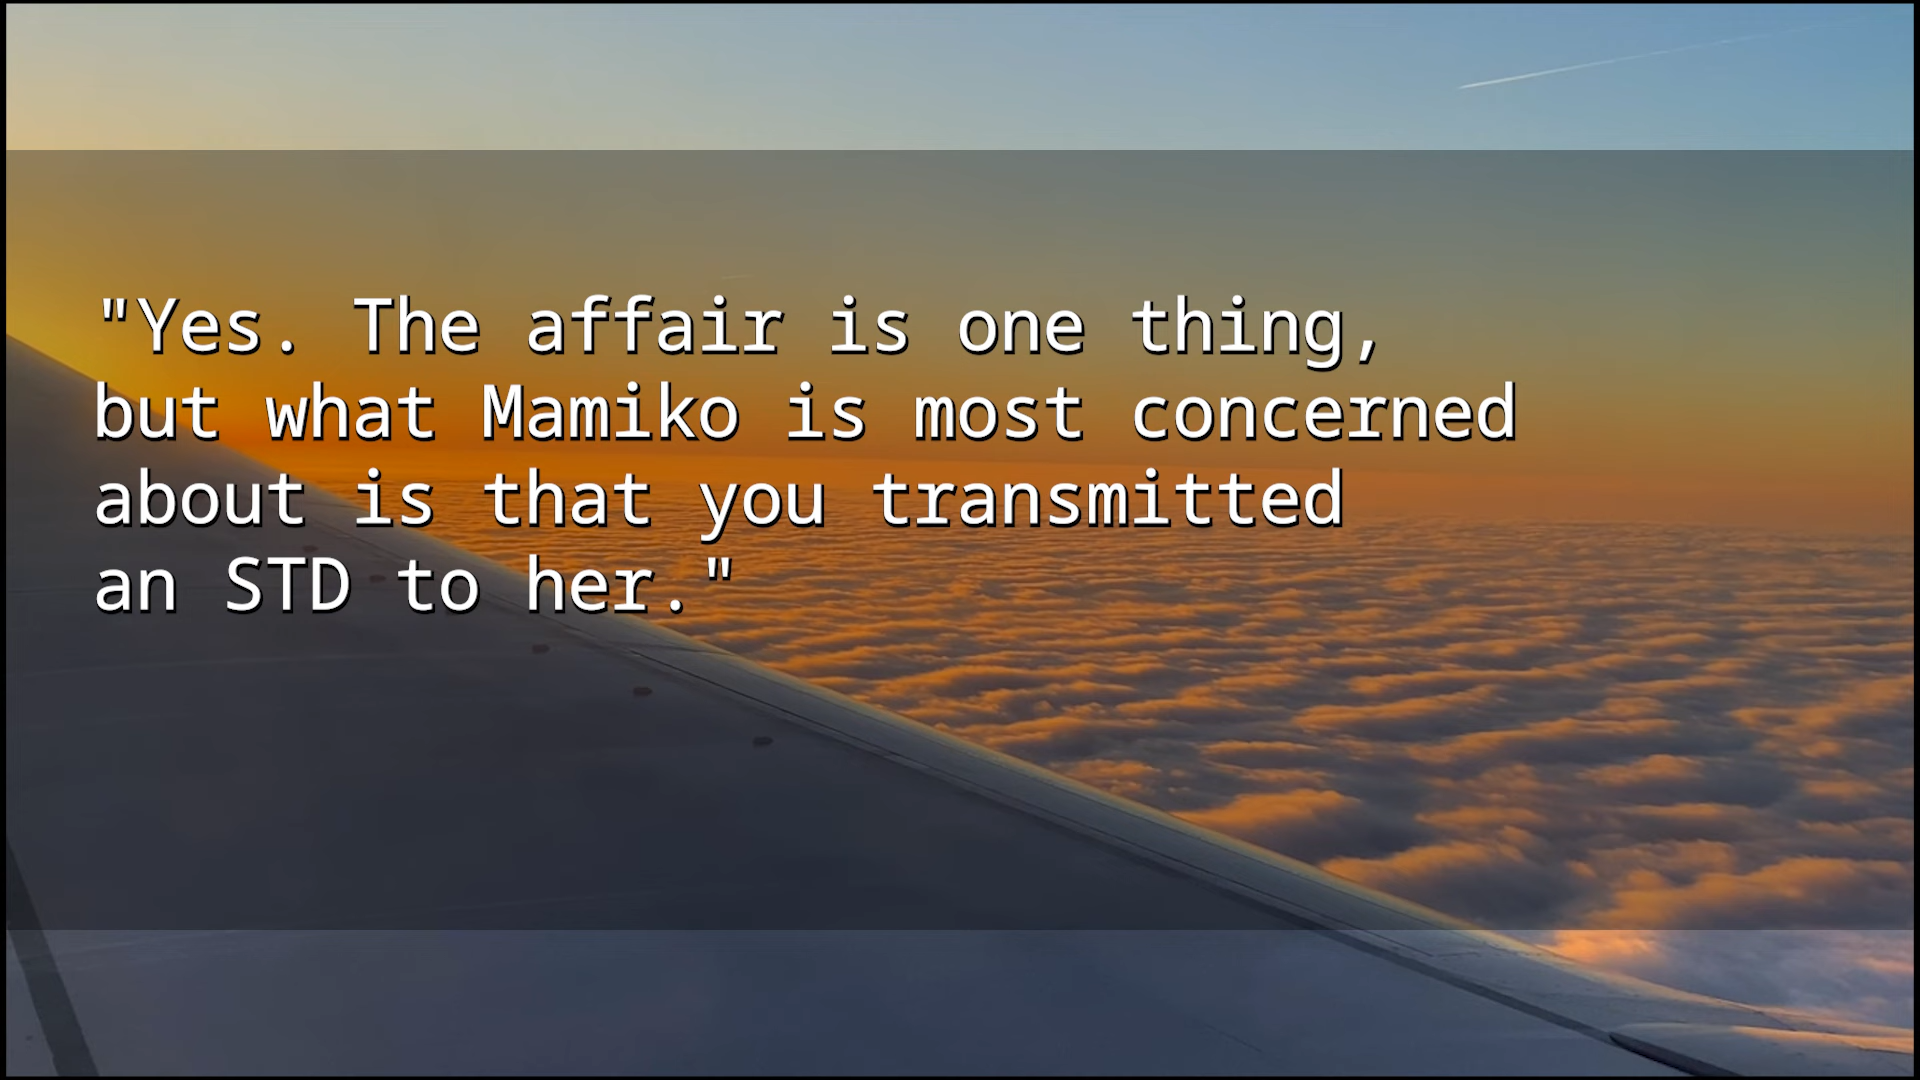 "Yes. The affair is one thing,
but what Mamiko is most concerned
about is that you transmitted
an STD to her."